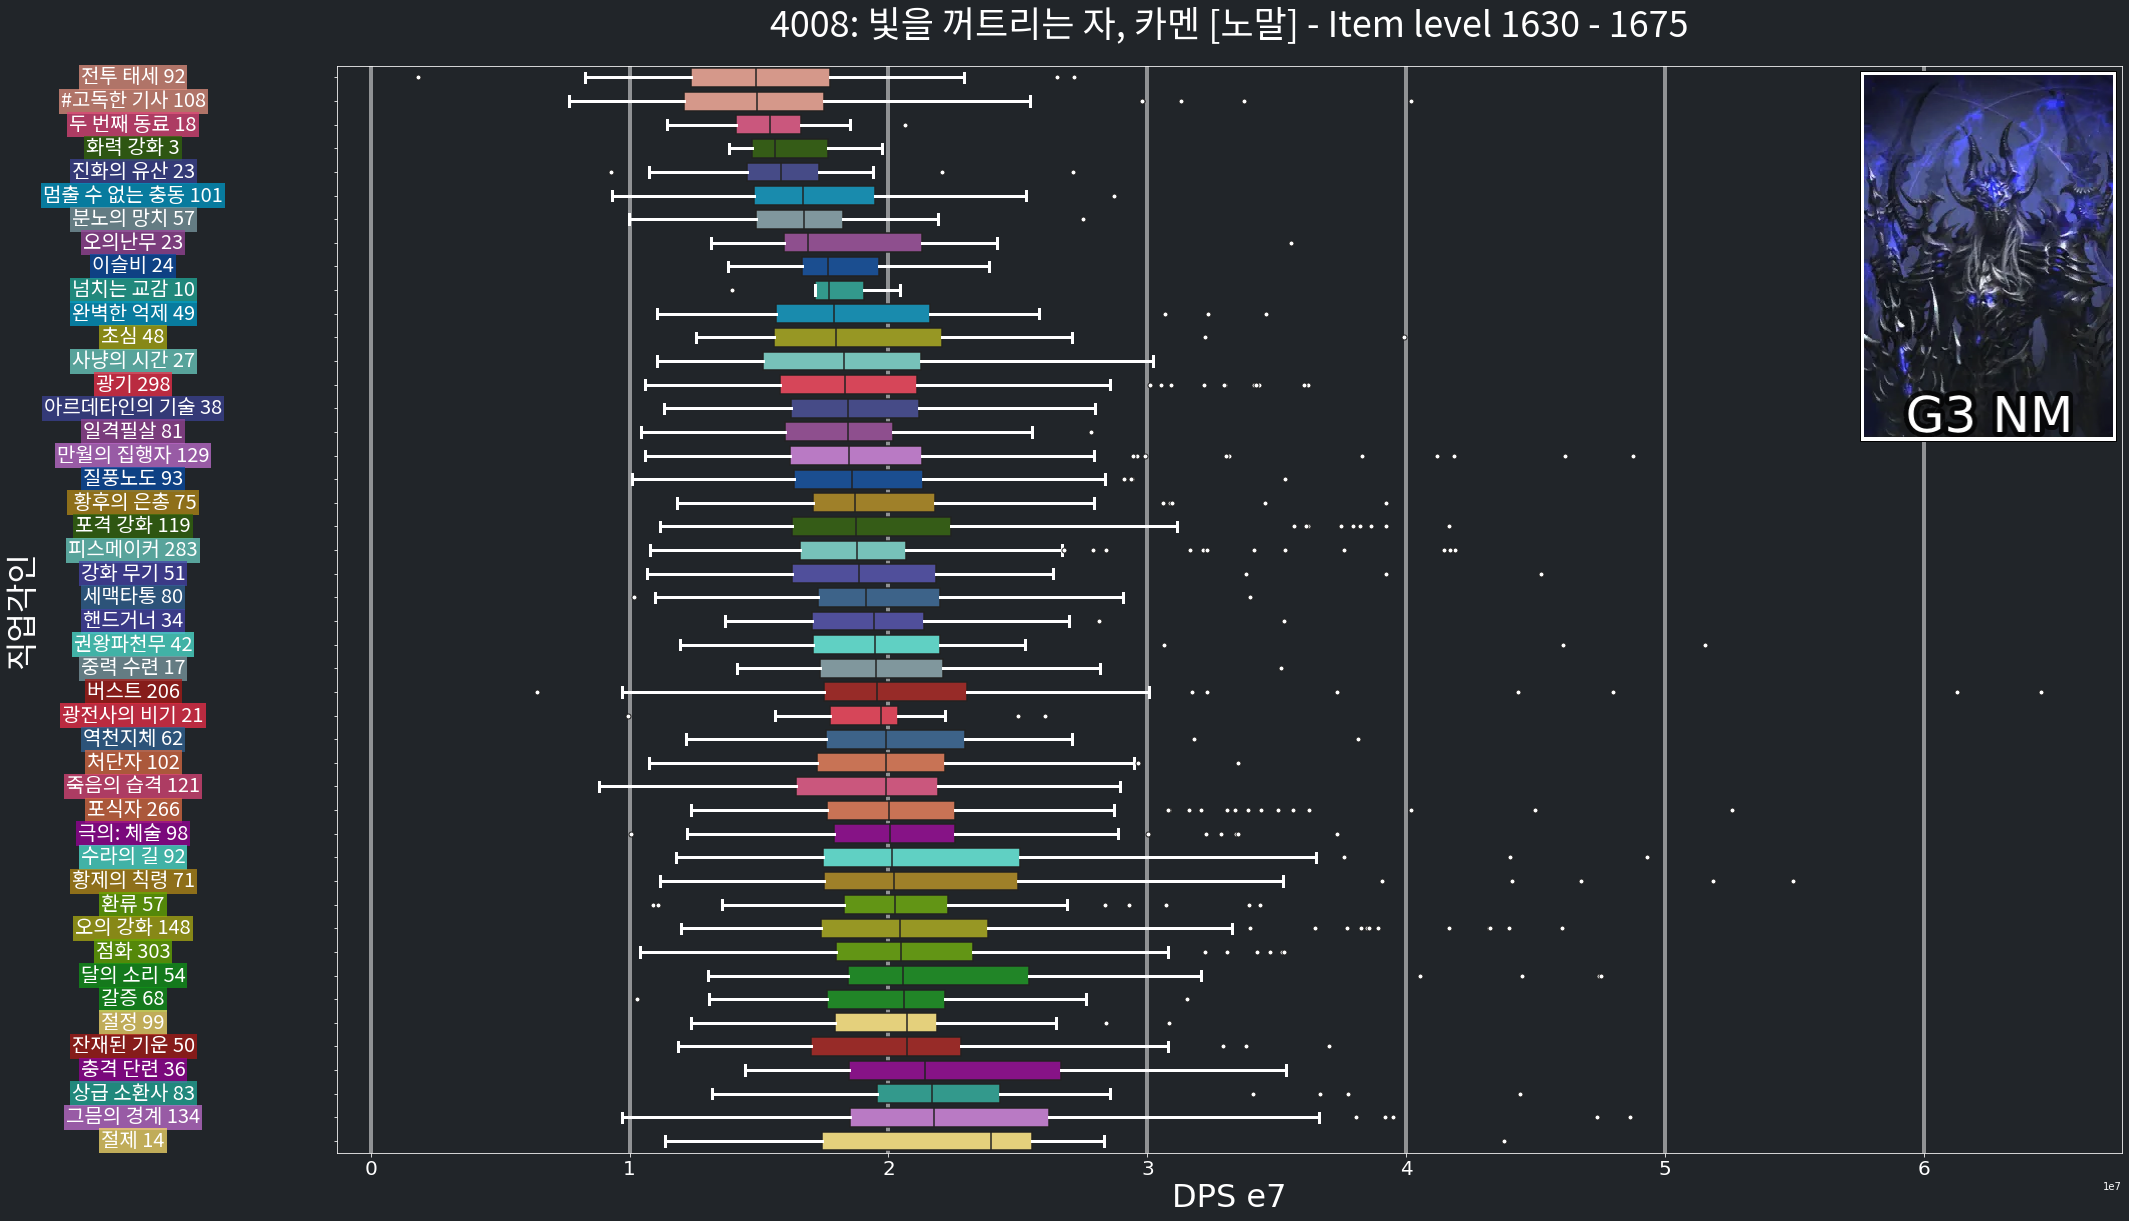 4008: 빛을 꺼트리는 자, 카멘 [노말] - Item level 1630 - 1675
전투 태세 92
#고독한 기사 108
두 번째 동료 18
화력 강화 3
진화의 유산 23
멈출 수 없는 충동 101
분노의 망치 57
오의난무 23
이슬비 24
넘치는 교감 10
완벽한 억제 49
초심 48
사냥의 시간 27
광기 298
아르데타인의 기술 38
일격필살 81
만월의 집행자 129
질풍노도 93
황후의 은총 75
포격 강화 119
피스메이커 283
강화 무기 51
세맥타통 80
핸드거너 34
권왕파천무 42
중력 수련 17
버스트 206
광전사의 비기 21
역천지체 62
처단자 102
죽음의 습격 121
포식자 266
극의: 체술 98
수라의 길 92
황제의 칙령 71
환류 57
오의 강화 148
점화 303
달의 소리 54
갈증 68
절정 99
잔재된 기운 50
충격 단련 36
상급 소환사 83
그믐의 경계 134
절제 14
직업각인
G3 NM
0 1 2 3 4 5 6
1e7
DPS e7